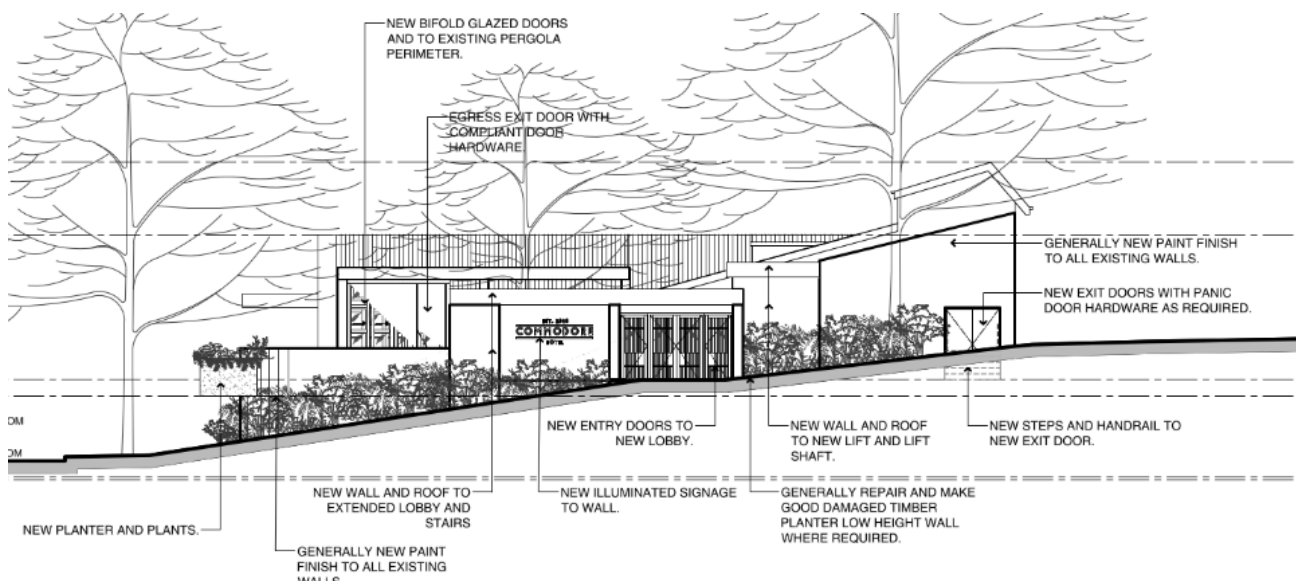 NEW BIFOLD GLAZED DOORS
AND TO EXISTING PERGOLA
PERIMETER.
EGRESS EXIT DOOR WITH
COMPLIANT DOOR
HARDWARE.
GENERALLY NEW PAINT FINISH
TO ALL EXISTING WALLS.
NEW EXIT DOORS WITH PANIC
DOOR HARDWARE AS REQUIRED.
COMMODORE
OM
OM
NEW ENTRY DOORS TO
NEW LOBBY.
NEW WALL AND ROOF
TO NEW LIFT AND LIFT
SHAFT.
NEW STEPS AND HANDRAIL TO
NEW EXIT DOOR.
NEW WALL AND ROOF TO
EXTENDED LOBBY AND
STAIRS
NEW ILLUMINATED SIGNAGE
TO WALL.
GENERALLY REPAIR AND MAKE
GOOD DAMAGED TIMBER
PLANTER LOW HEIGHT WALL
WHERE REQUIRED.
NEW PLANTER AND PLANTS.
GENERALLY NEW PAINT
FINISH TO ALL EXISTING
WALLS